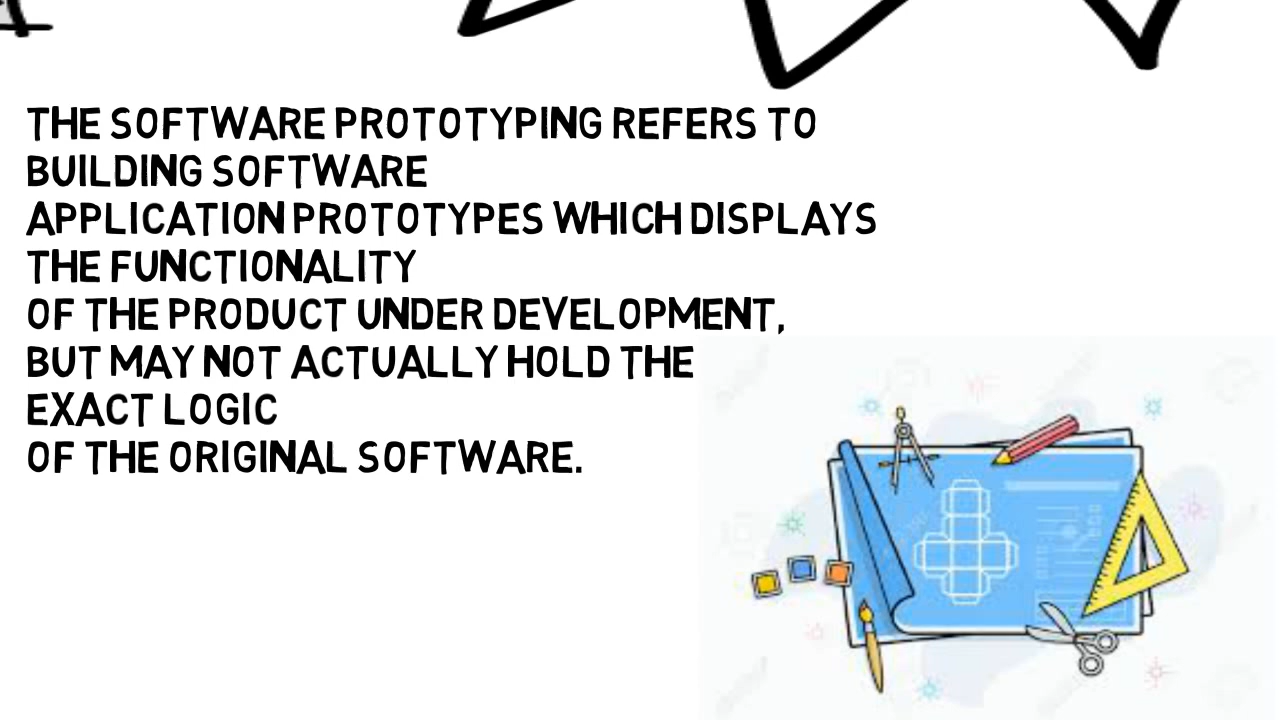 THE SOFTWARE PROTOTYPING REFERS TO
BUILDING SOFTWARE
APPLICATION PROTOTYPES WHICH DISPLAYS
THE FUNCTIONALITY
OF THE PRODUCT UNDER DEVELOPMENT,
BUT MAY NOT ACTUALLY HOLD THE
EXACT LOGIC
OF THE ORIGINAL SOFTWARE.